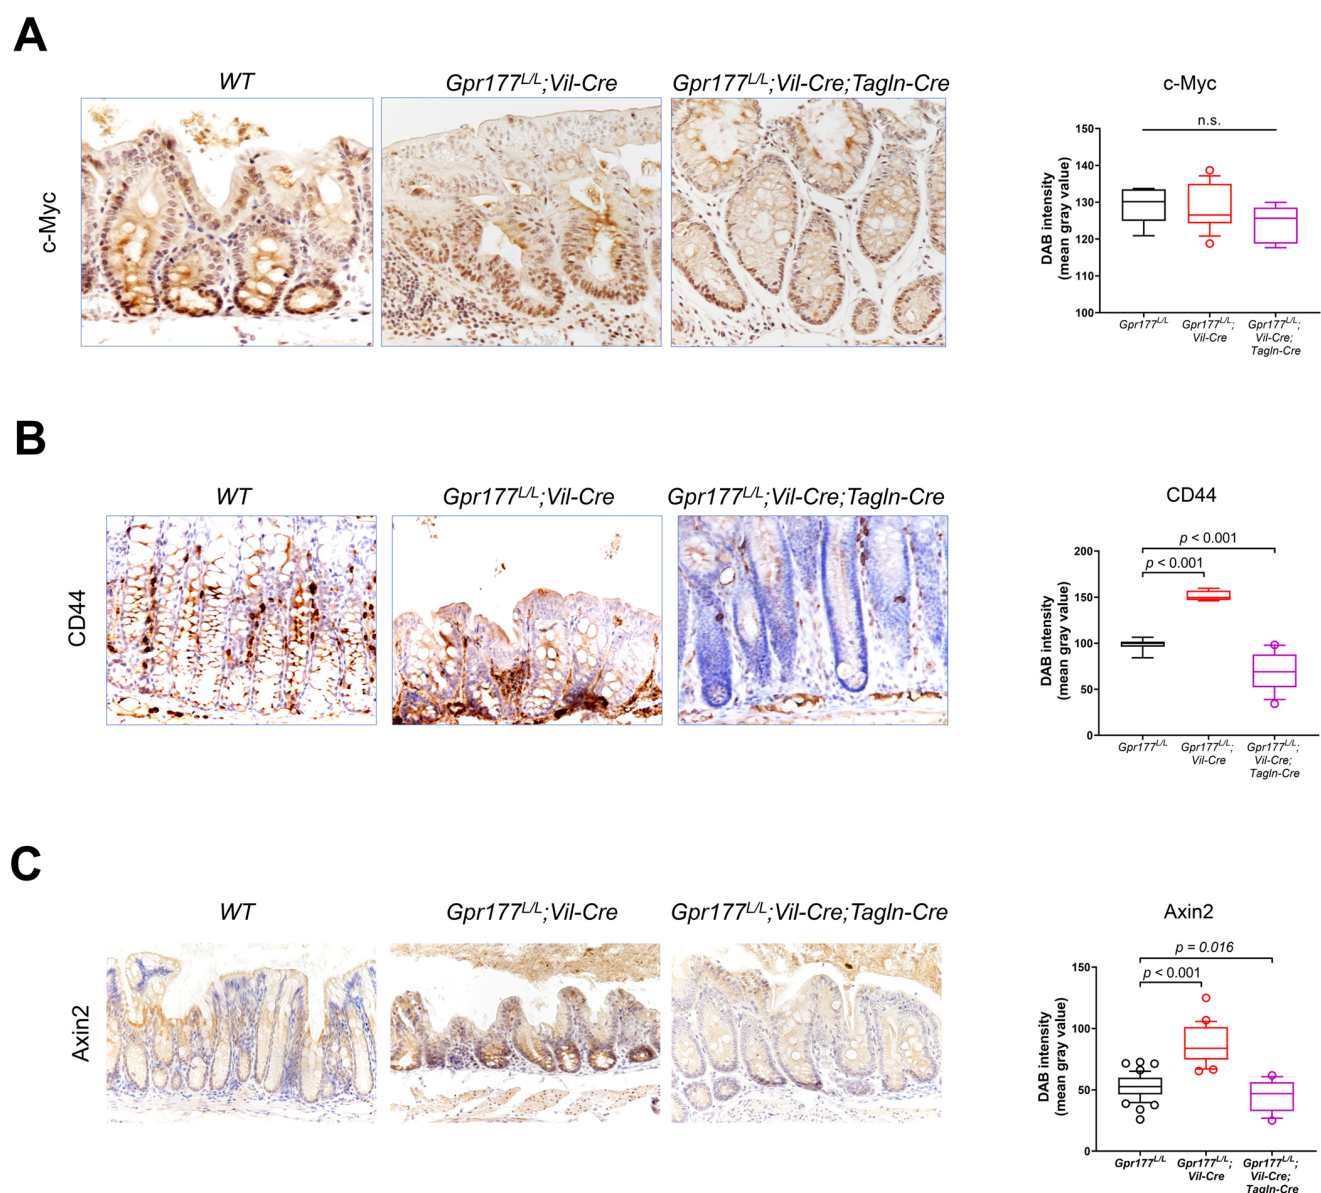 A
WT
Gpr177L/L;Vil-Cre
Gpr177L/L;Vil-Cre;Tagln-Cre
c-Myc
c-Myc
n.s.
DAB intensity
(mean gray value)
150
140
130
120
110
100
Gpr177L/L
Gpr177L/L;
Vil-Cre
Gpr177L/L;
Vil-Cre;
Tagln-Cre
B
WT
Gpr177L/L;Vil-Cre
Gpr177L/L;Vil-Cre;Tagln-Cre
CD44
CD44
p < 0.001
p < 0.001
DAB intensity
(mean gray value)
200
150
100
50
0
Gpr177L/L
Gpr177L/L;
Vil-Cre
Gpr177L/L;
Vil-Cre;
Tagln-Cre
C
WT
Gpr177L/L;Vil-Cre
Gpr177L/L;Vil-Cre;Tagln-Cre
Axin2
Axin2
p = 0.016
p < 0.001
DAB intensity
(mean gray value)
150
100
50
0
Gpr177L/L
Gpr177L/L;
Vil-Cre
Gpr177L/L;
Vil-Cre;
Tagln-Cre